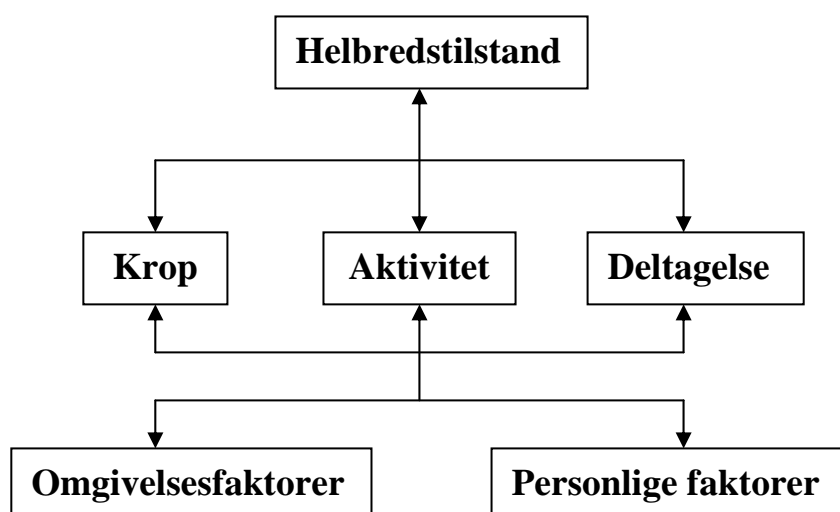 Helbredstilstand
Krop
Aktivitet
Deltagelse
Omgivelsesfaktorer
Personlige faktorer